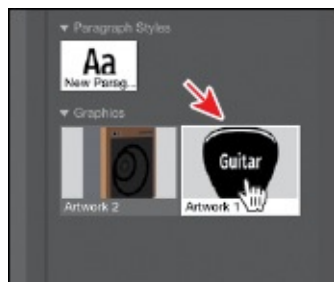 Paragraph Styles
Aa
New Parag...
Graphics
Guitar
Artwork 2
Artwork 1